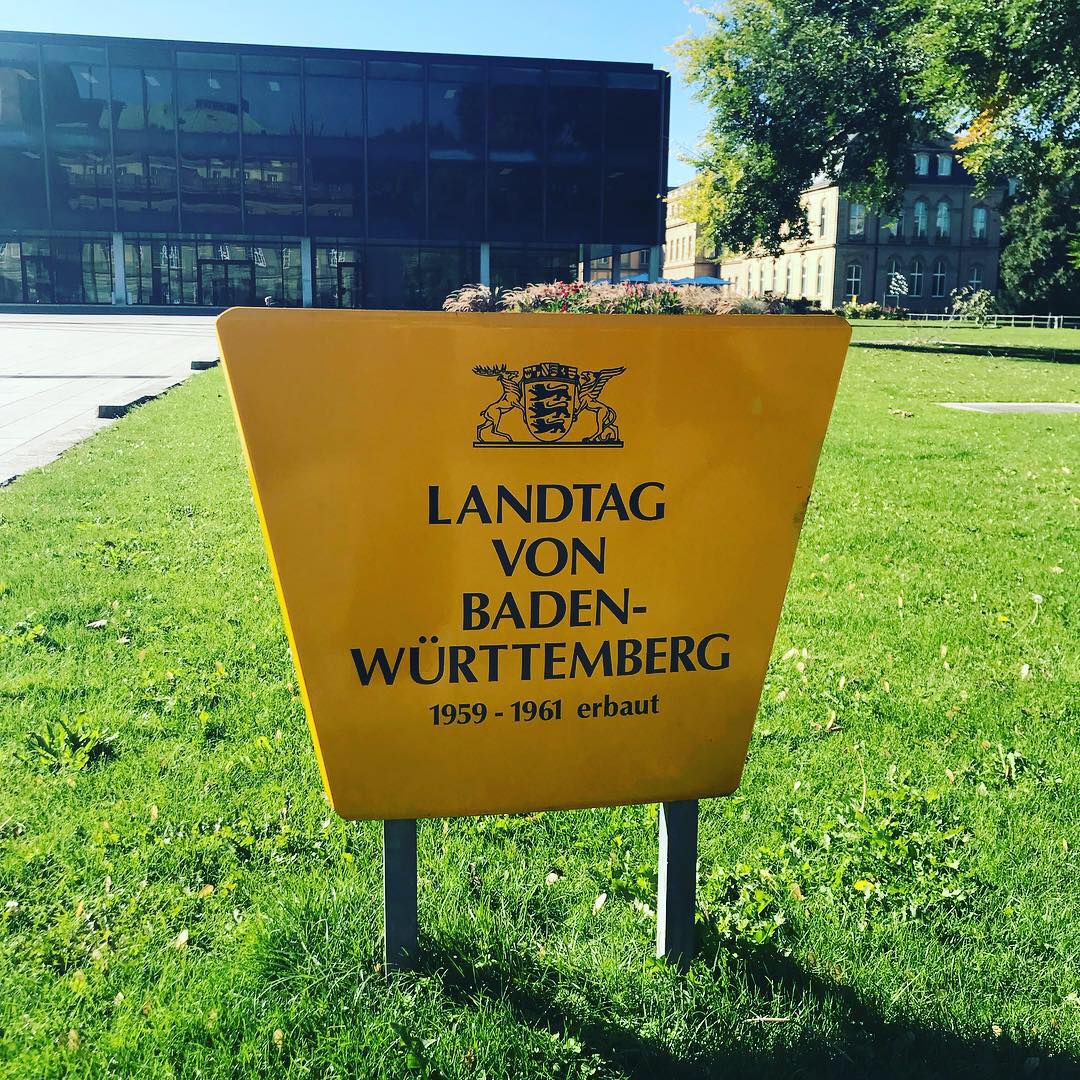 LANDTAG
VON
BADEN-
WÜRTTEMBERG
1959 - 1961 erbaut